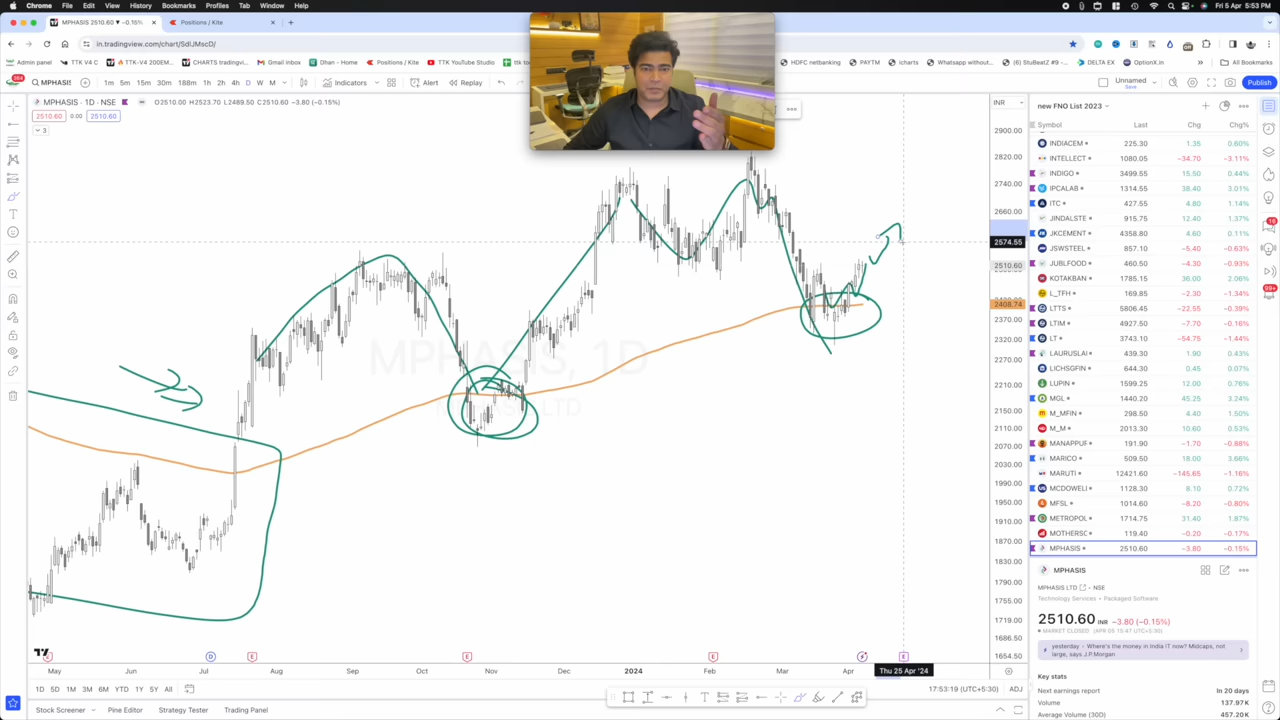 Chrome File Edit View History Bookmarks Profiles Tab Window Help
Fri 5 Apr 5:53 PM
MPHASIS 2510.60 ▼ −0.15%
Positions / Kite
in.tradingview.com/chart/SdIJMscD/
Admin panel TTK-V4 C TTK-V4 200EM CHARTS tradingvi... Gmail inbox Dhan - Home Positions / Kite TTK YouTube Studio HDFC netbanking PAYTM icharts Whatsapp without... (6) StuBeatZ #9 -... DELTA EX OptionX.in All Bookmarks
MPHASIS 1m 5m 15m 30m 188m 1h 2h 4h D W M Indicators Alert Replay
Unnamed
Save
Publish
MPHASIS · 1D · NSE O2510.00 H2523.70 L2489.50 C2510.60 −3.80 (−0.15%)
2510.60 0.00 2510.60
3
INR
2900.00
2820.00
2740.00
2660.00
2574.55
2510.60
2408.74
2370.00
2320.00
2270.00
2210.00
2150.00
2110.00
2070.00
2030.00
1990.00
1950.00
1910.00
1870.00
1830.00
1790.00
1755.00
1719.00
1686.50
1654.50
MPHASIS, 1D
May Jun Jul Aug Sep Oct Nov Dec 2024 Feb Mar Apr
Thu 25 Apr '24
1D 5D 1M 3M 6M YTD 1Y 5Y All
ADJ
Stock Screener Pine Editor Strategy Tester Trading Panel
new FNO List 2023
Symbol Last Chg Chg%
INDIACEM 225.30 1.35 0.60%
INTELLECT 1080.05 −34.70 −3.11%
INDIGO 3499.55 15.50 0.44%
IPCALAB 1314.55 38.40 3.01%
ITC 427.55 4.80 1.14%
JINDALSTE 915.75 12.40 1.37%
JKCEMENT 4358.80 4.60 0.11%
JSWSTEEL 857.10 −5.40 −0.63%
JUBLFOOD 460.50 −4.30 −0.93%
KOTAKBAN 1785.15 36.00 2.06%
L_TFH 169.85 −2.30 −1.34%
LTTS 5806.45 −22.55 −0.39%
LTIM 4927.50 −7.70 −0.16%
LT 3743.10 −54.75 −1.44%
LAURUSLA 439.30 1.90 0.43%
LICHSGFIN 644.30 0.45 0.07%
LUPIN 1599.25 12.00 0.76%
MGL 1440.20 45.25 3.24%
M_MFIN 298.50 4.40 1.50%
M_M 2013.30 10.60 0.53%
MANAPPUR 191.90 −1.70 −0.88%
MARICO 509.50 18.00 3.66%
MARUTI 12421.60 −145.65 −1.16%
MCDOWELL 1128.30 8.10 0.72%
MFSL 1014.60 −8.20 −0.80%
METROPOL 1714.75 31.40 1.87%
MOTHERSO 119.40 −0.20 −0.17%
MPHASIS 2510.60 −3.80 −0.15%
MPHASIS
MPHASIS LTD · NSE
Technology Services • Packaged Software
2510.60 INR −3.80 (−0.15%)
MARKET CLOSED (APR 05 15:47 UTC+5:30)
yesterday · Where's the money in India IT now? Midcaps, not large, says J.P.Morgan
Key stats
Next earnings report In 20 days
Volume 137.97K
Average Volume (30D) 457.20K
17:53:19 (UTC+5:30)